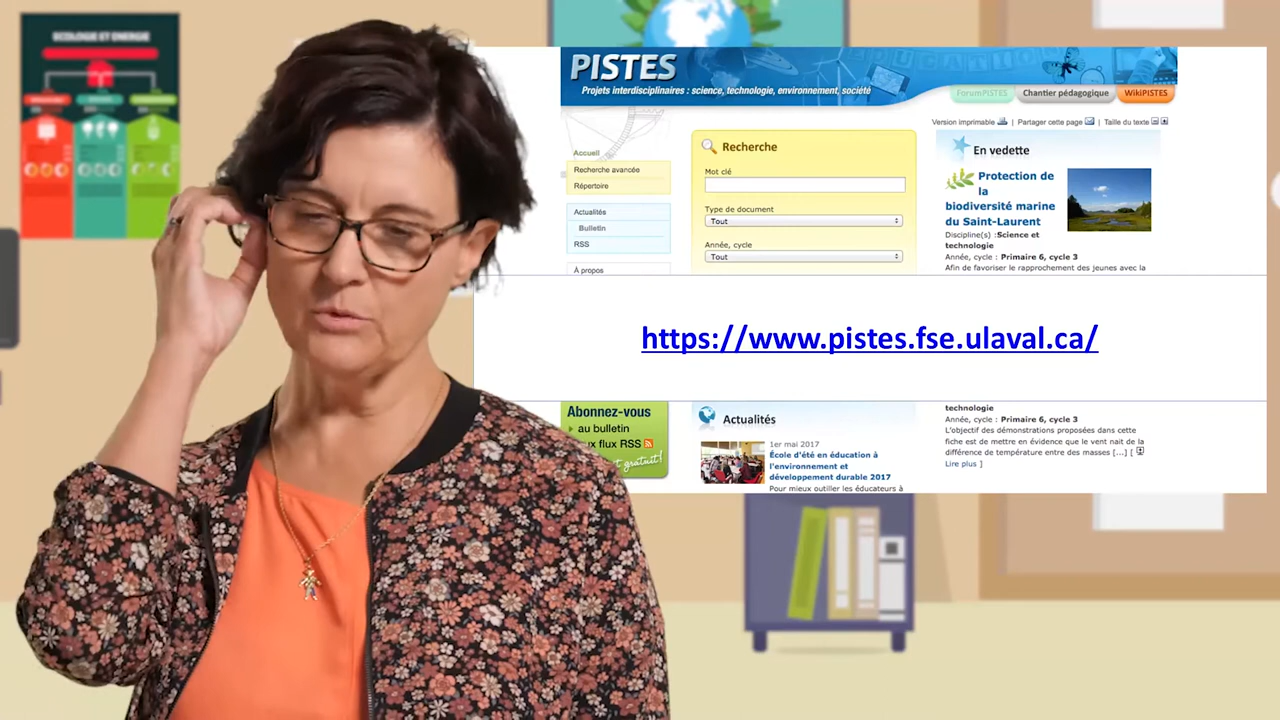 ECOLOGIE ET ENERGIE
PISTES
EDUCATION
Projets interdisciplinaires : science, technologie, environnement, société
ForumPISTES
Chantier pédagogique
WikiPISTES
Version imprimable | Partager cette page | Taille du texte
Accueil
Recherche avancée
Répertoire
Actualités
Bulletin
RSS
À propos
Recherche
Mot clé
Type de document
Tout
Année, cycle
Tout
En vedette
Protection de
la
biodiversité marine
du Saint-Laurent
Discipline(s) :Science et
technologie
Année, cycle : Primaire 6, cycle 3
Afin de favoriser le rapprochement des jeunes avec la
https://www.pistes.fse.ulaval.ca/
Abonnez-vous
au bulletin
ux flux RSS
t gratuit!
Actualités
1er mai 2017
École d'été en éducation à
l'environnement et
développement durable 2017
Pour mieux outiller les éducateurs à
technologie
Année, cycle : Primaire 6, cycle 3
L'objectif des démonstrations proposées dans cette
fiche est de mettre en évidence que le vent nait de la
différence de température entre des masses [...] [
Lire plus ]